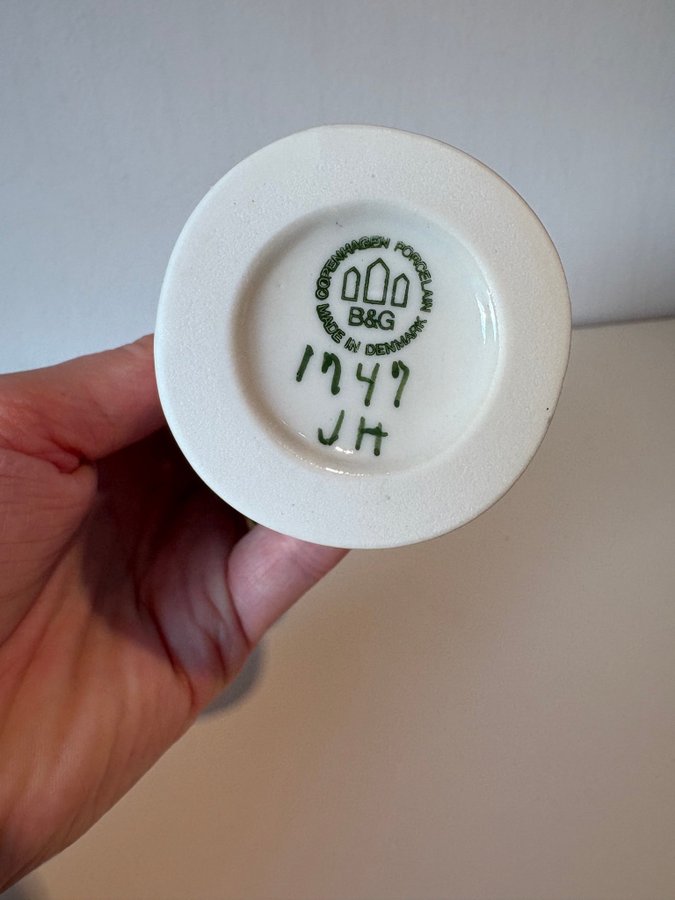 COPENHAGEN PORCELAIN
B&G
MADE IN DENMARK
1747
JH